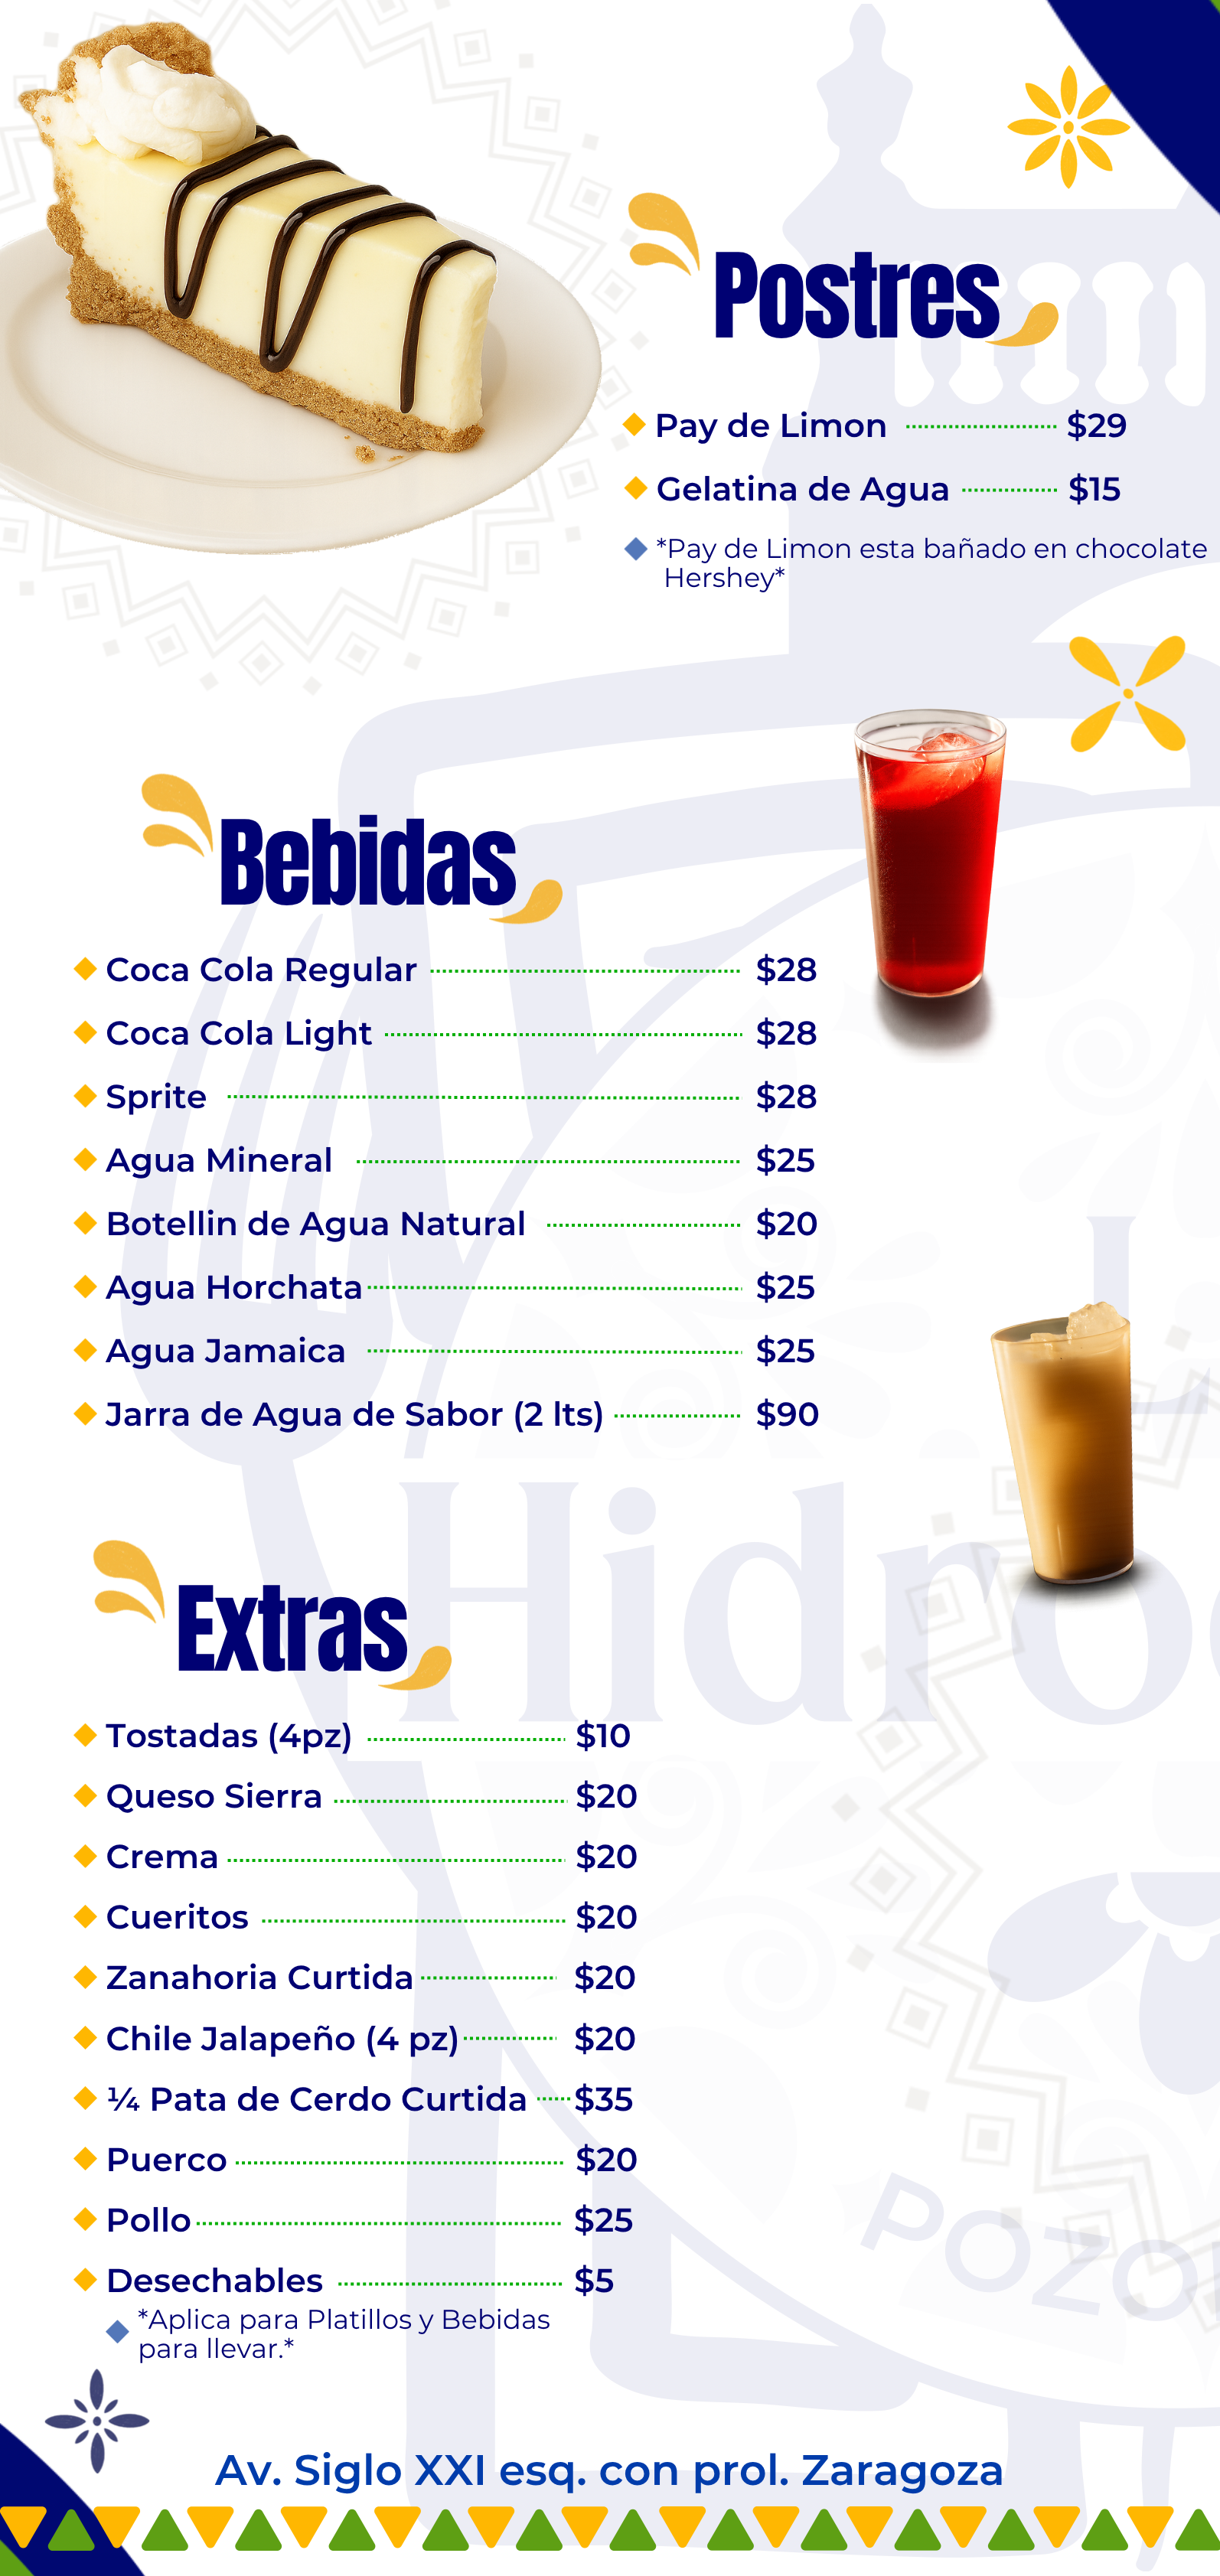 Postres
Pay de Limon $29
Gelatina de Agua $15
*Pay de Limon esta bañado en chocolate
Hershey*
Bebidas
Coca Cola Regular $28
Coca Cola Light $28
Sprite $28
Agua Mineral $25
Botellin de Agua Natural $20
Agua Horchata $25
Agua Jamaica $25
Jarra de Agua de Sabor (2 lts) $90
Hidro
Extras
Tostadas (4pz) $10
Queso Sierra $20
Crema $20
Cueritos $20
Zanahoria Curtida $20
Chile Jalapeño (4 pz) $20
¼ Pata de Cerdo Curtida $35
Puerco $20
Pollo $25
POZO
Desechables $5
*Aplica para Platillos y Bebidas
para llevar.*
Av. Siglo XXI esq. con prol. Zaragoza